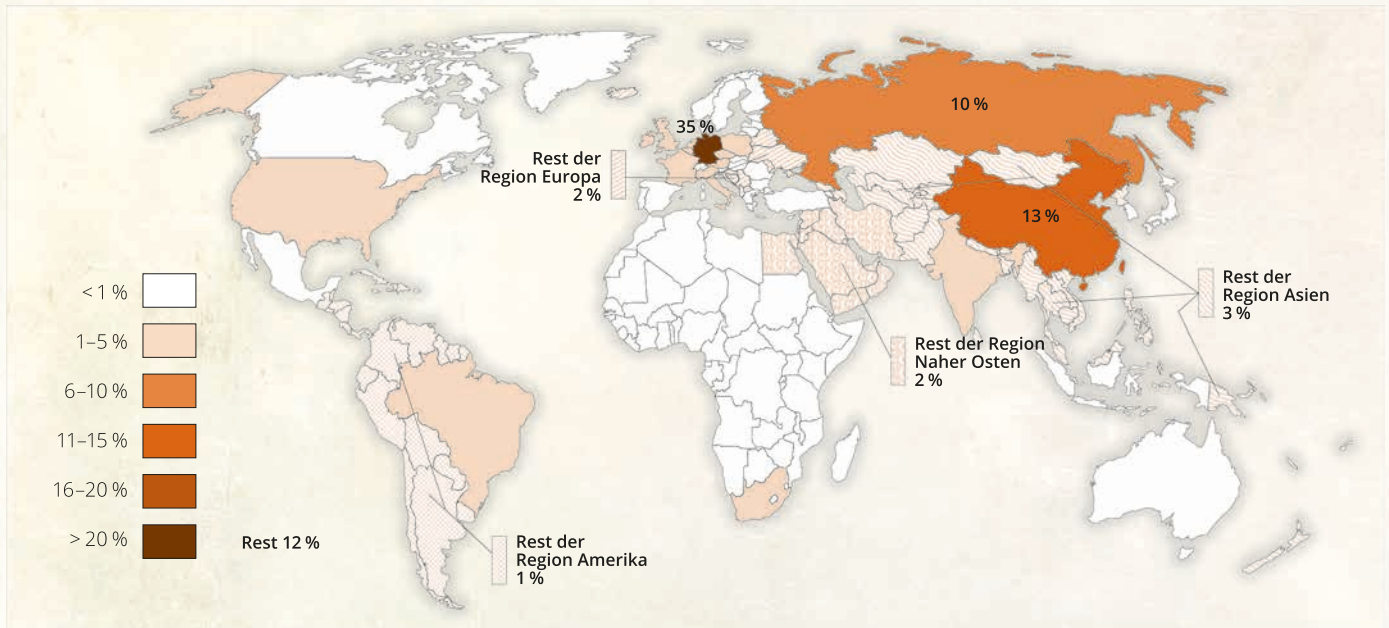 10 %
35 %
Rest der
Region Europa
2 %
13 %
< 1 %
1–5 %
6–10 %
11–15 %
16–20 %
> 20 %
Rest 12 %
Rest der
Region Asien
3 %
Rest der Region
Naher Osten
2 %
Rest der
Region Amerika
1 %